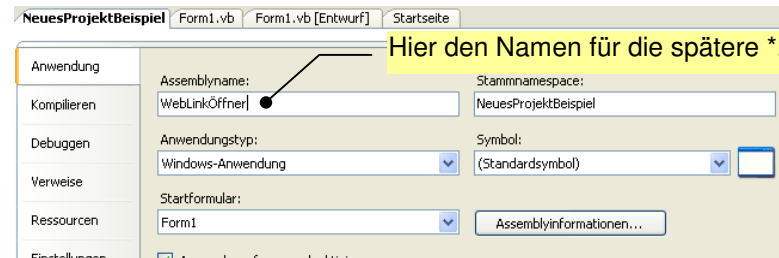 NeuesProjektBeispiel Form1.vb Form1.vb [Entwurf] Startseite
Hier den Namen für die spätere *
Anwendung
Assemblyname: Stammnamespace:
Kompilieren WebLinkÖffner NeuesProjektBeispiel
Debuggen Anwendungstyp: Symbol:
Windows-Anwendung (Standardsymbol)
Verweise
Startformular:
Ressourcen Form1 Assemblyinformationen...
Einstellungen